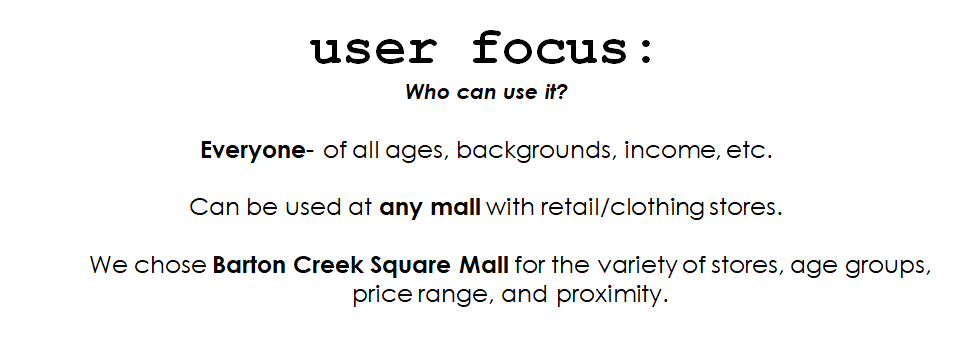 user focus:
Who can use it?
Everyone- of all ages, backgrounds, income, etc.
Can be used at any mall with retail/clothing stores.
We chose Barton Creek Square Mall for the variety of stores, age groups,
price range, and proximity.